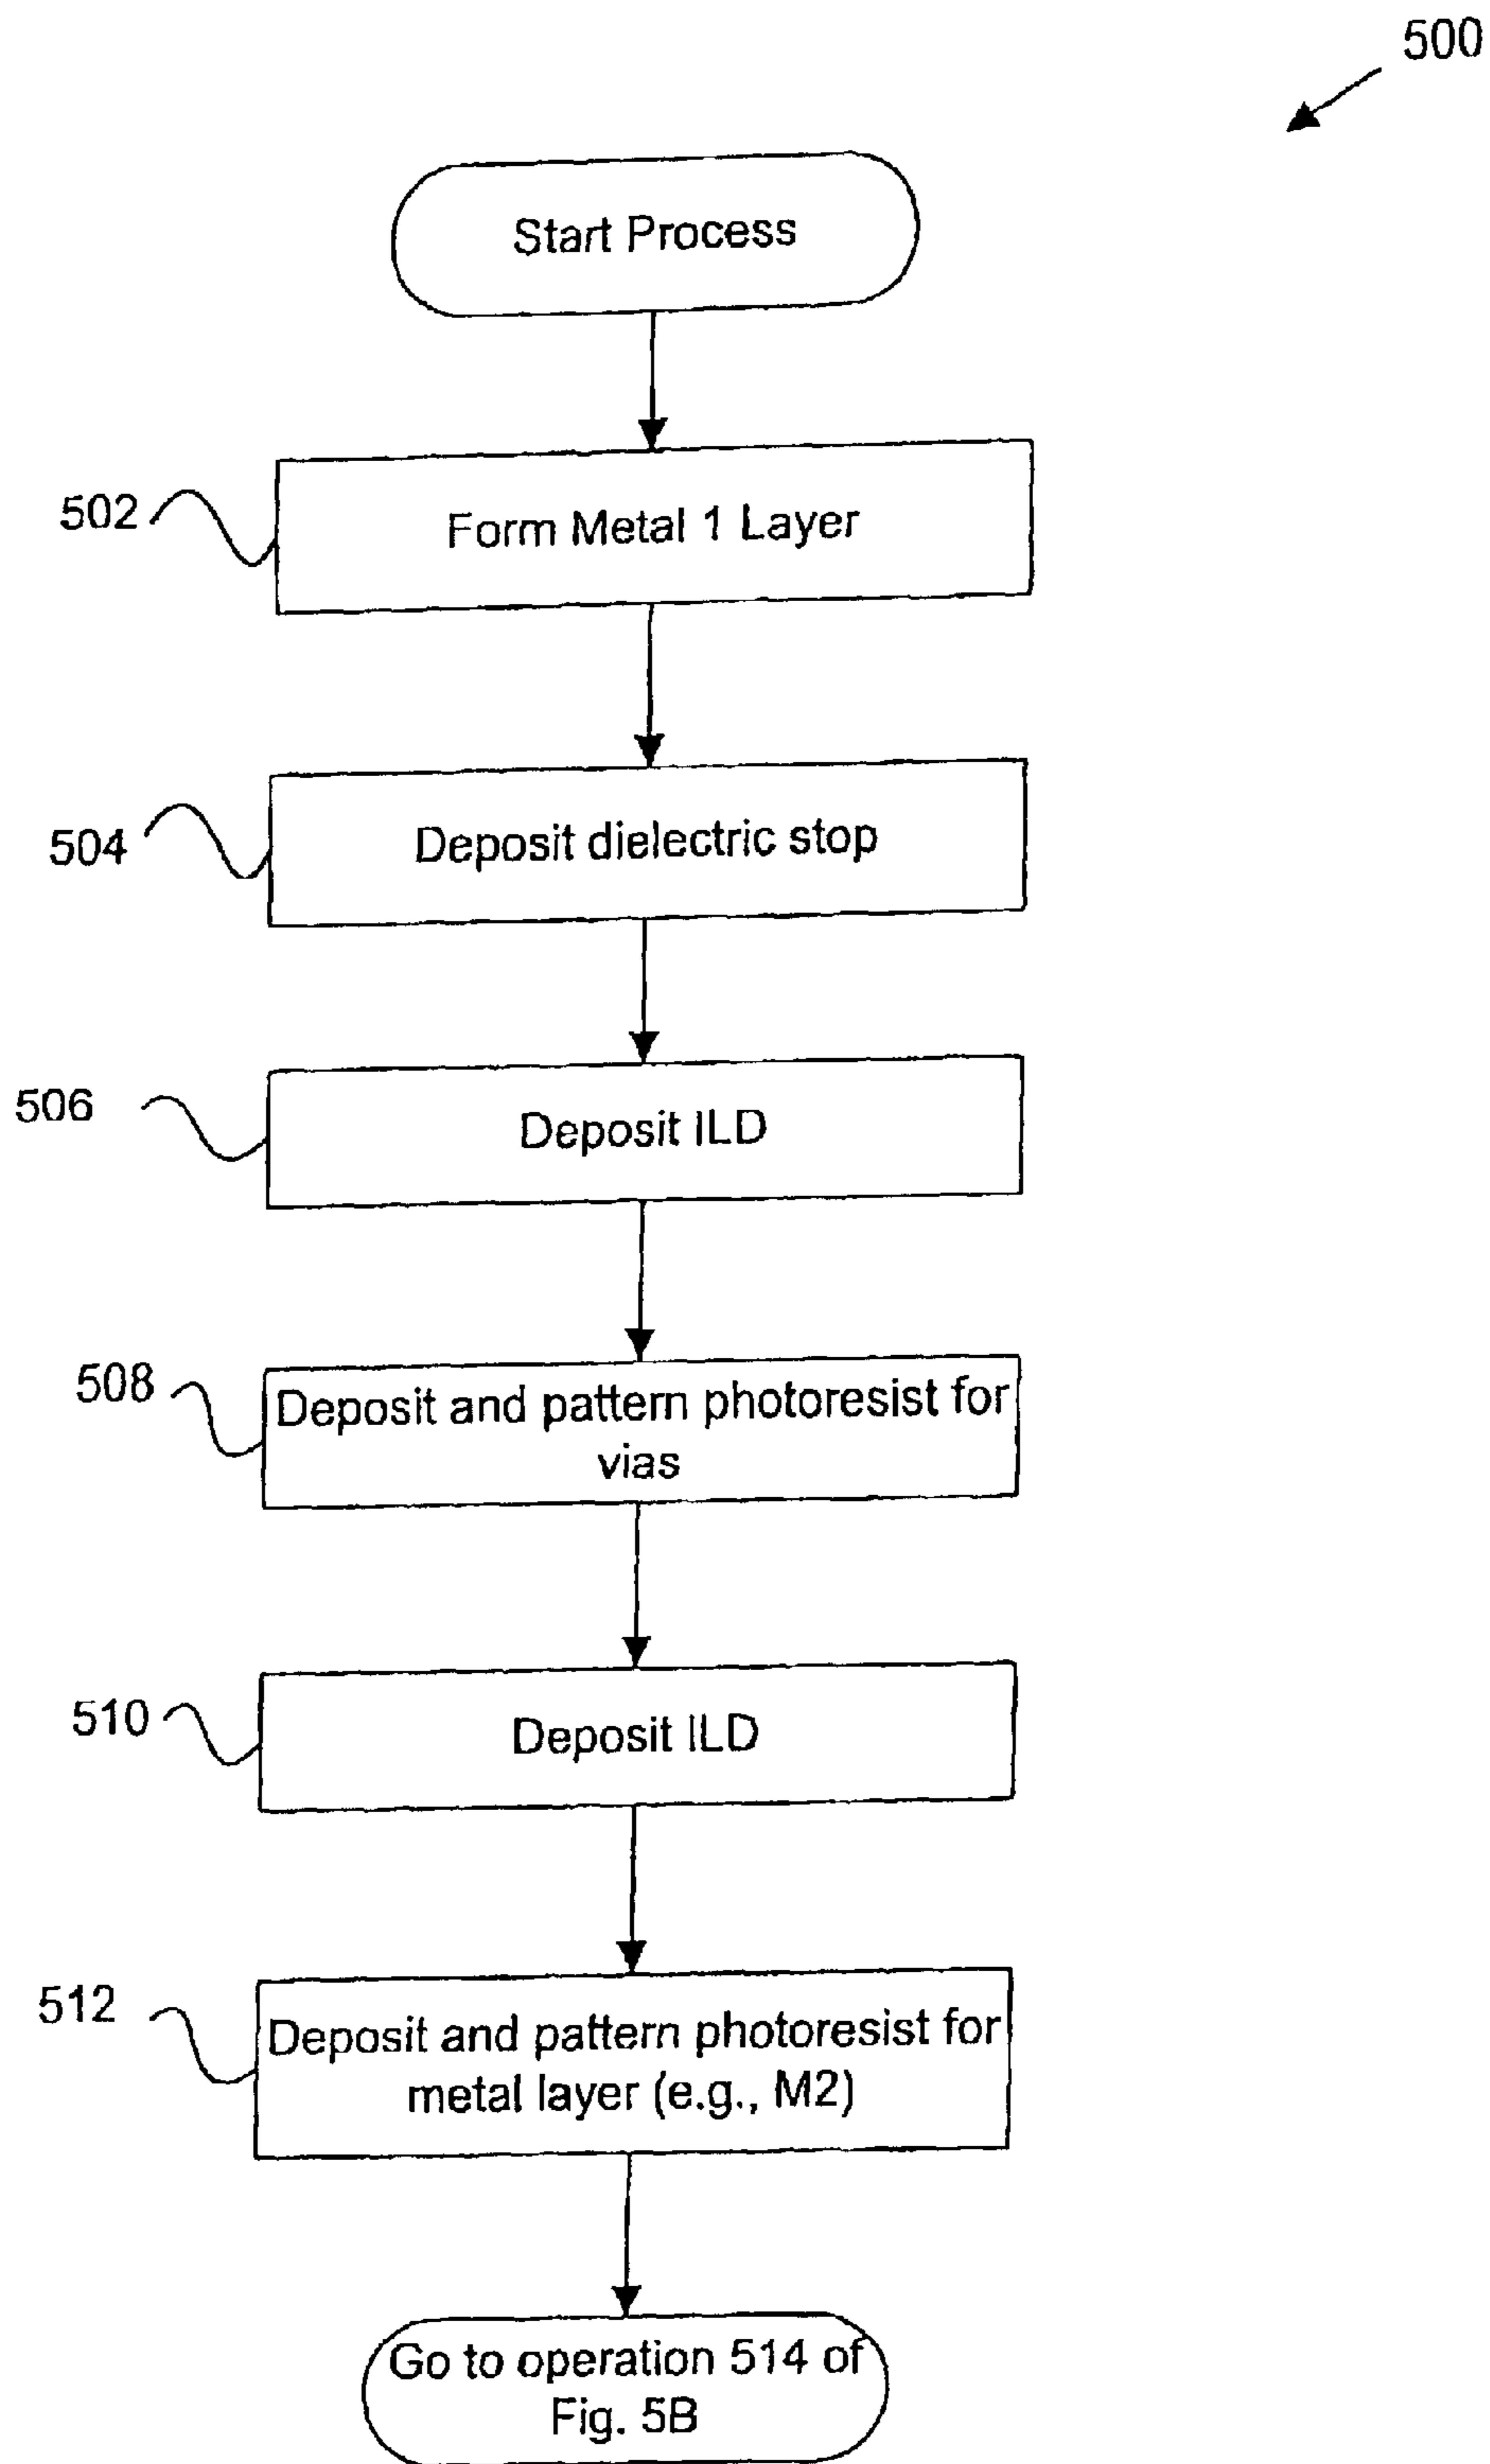 500
Start Process
502
Form Metal 1 Layer
504
Deposit dielectric stop
506
Deposit ILD
508
Deposit and pattern photoresist for
vias
510
Deposit ILD
512
Deposit and pattern photoresist for
metal layer (e.g., M2)
Go to operation 514 of
Fig. 5B